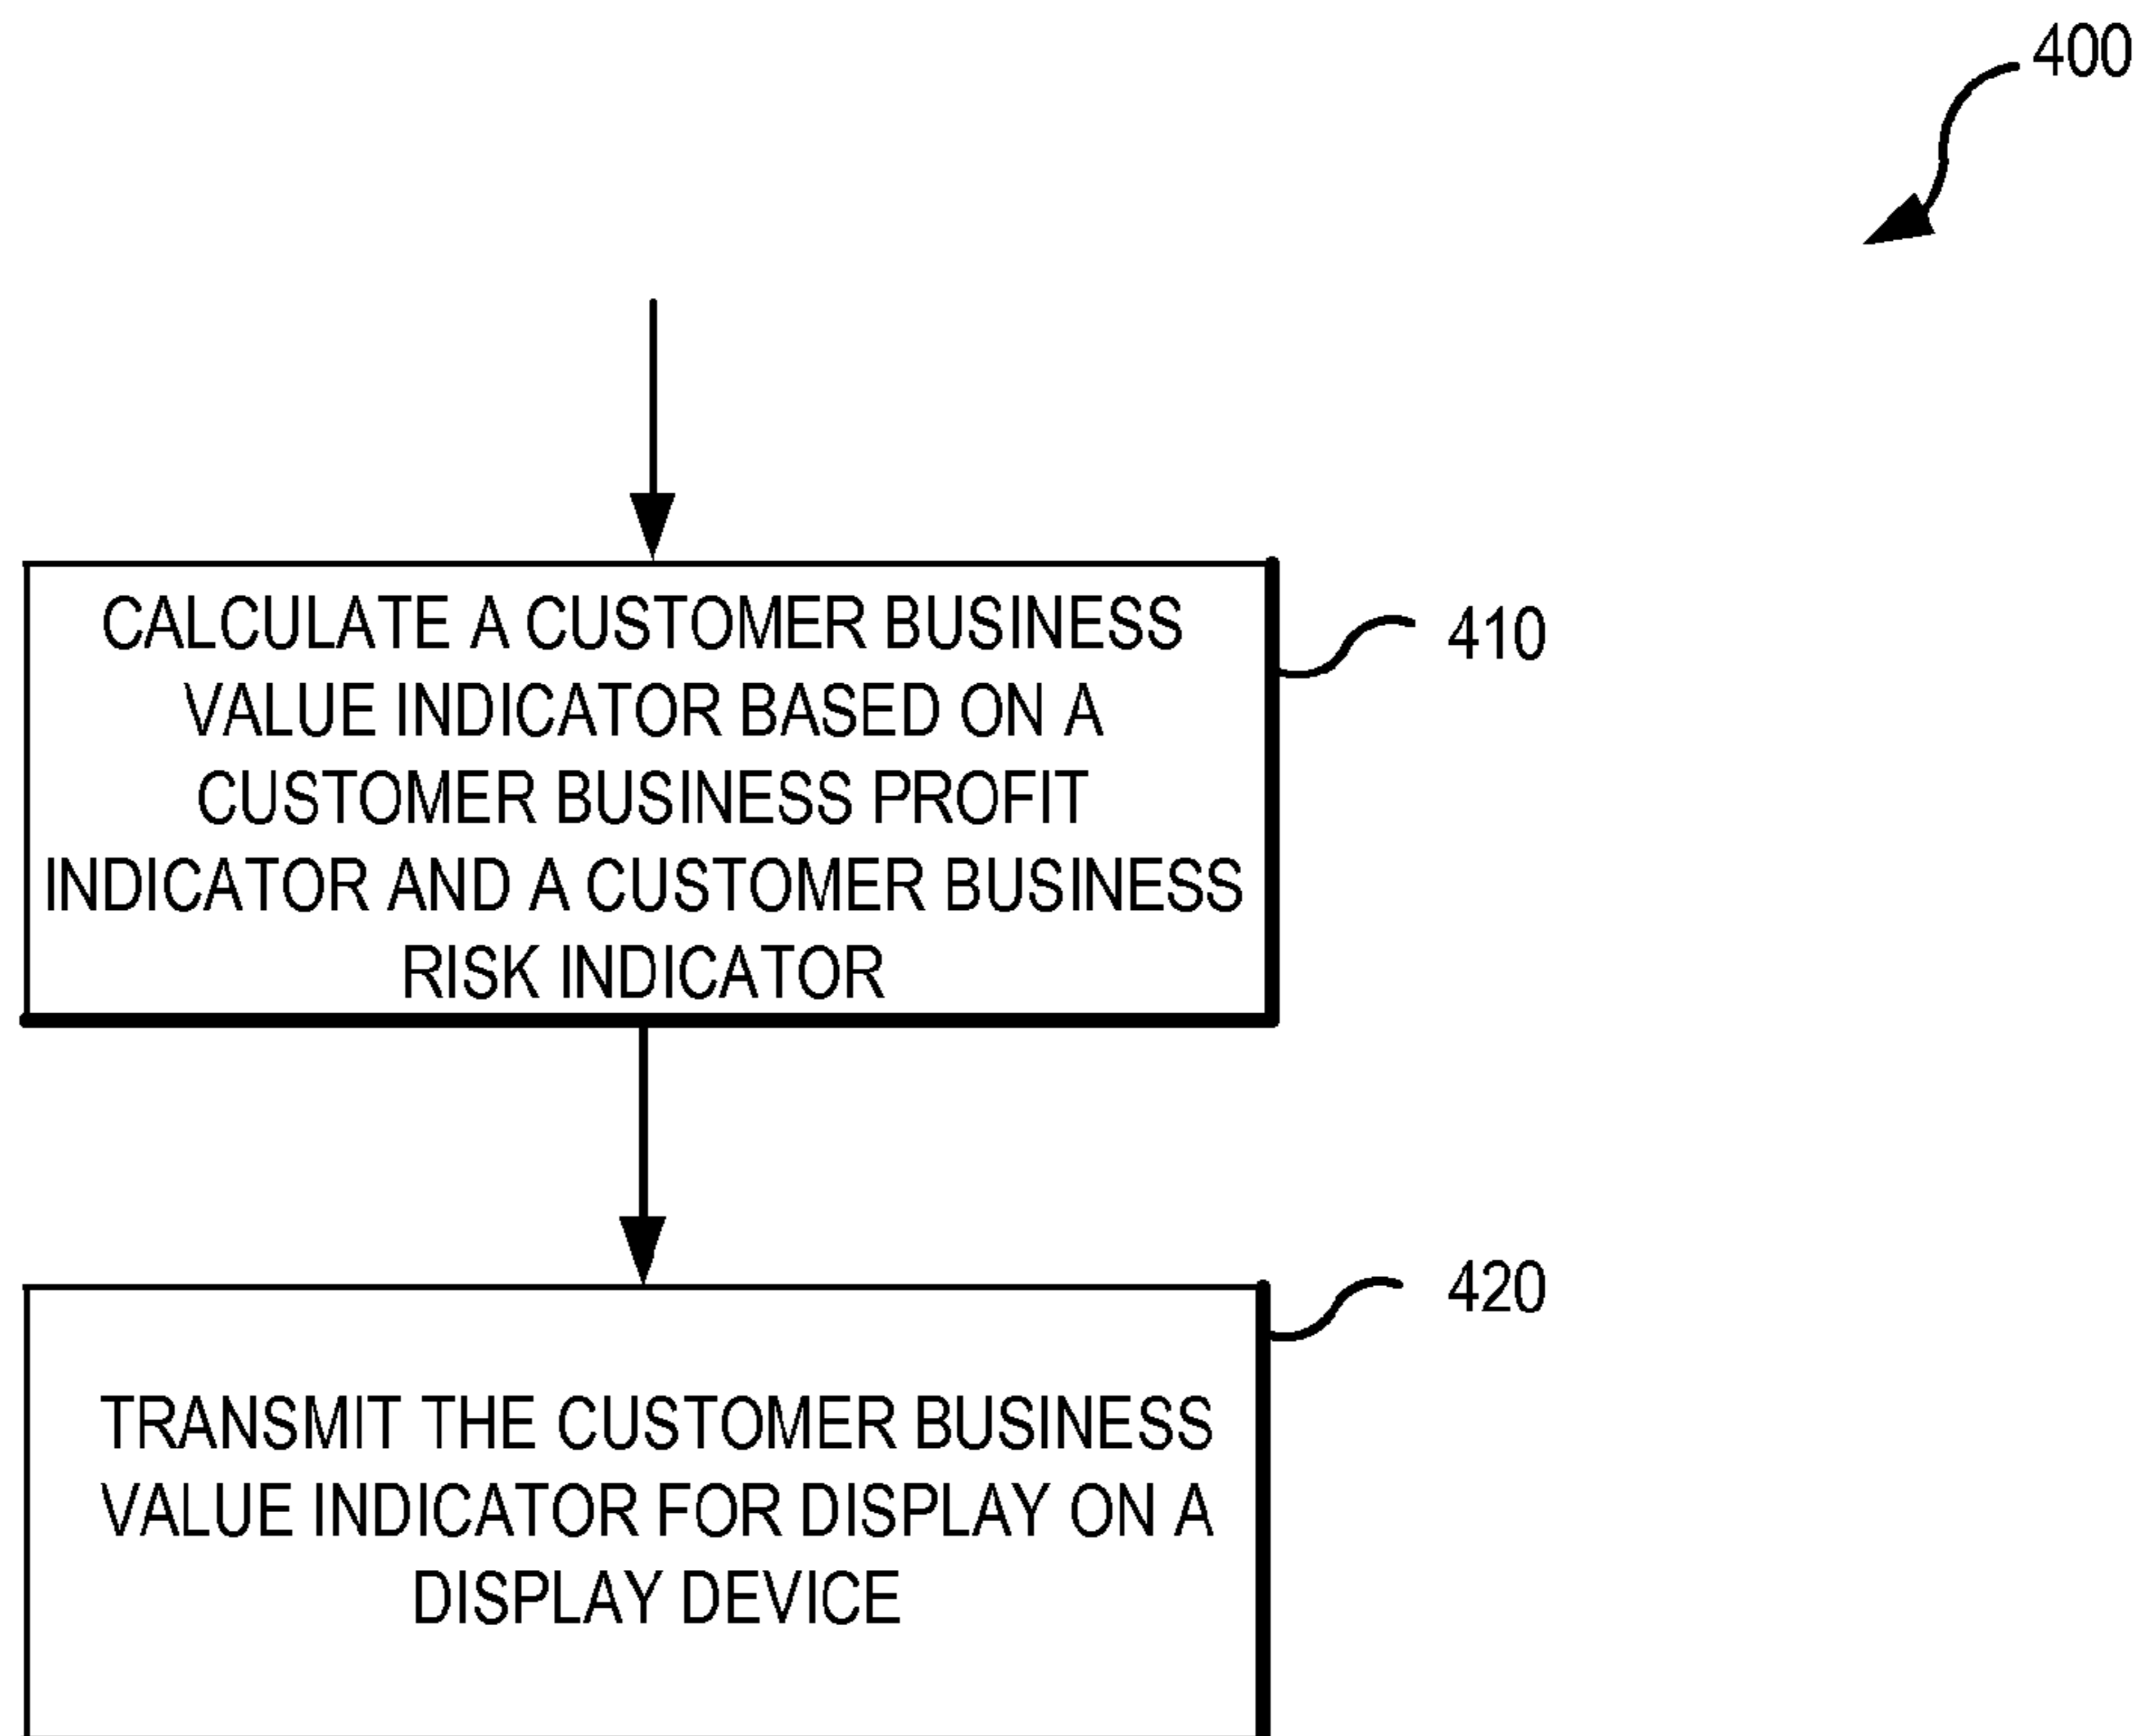 400
CALCULATE A CUSTOMER BUSINESS
VALUE INDICATOR BASED ON A
CUSTOMER BUSINESS PROFIT
INDICATOR AND A CUSTOMER BUSINESS
RISK INDICATOR
410
TRANSMIT THE CUSTOMER BUSINESS
VALUE INDICATOR FOR DISPLAY ON A
DISPLAY DEVICE
420